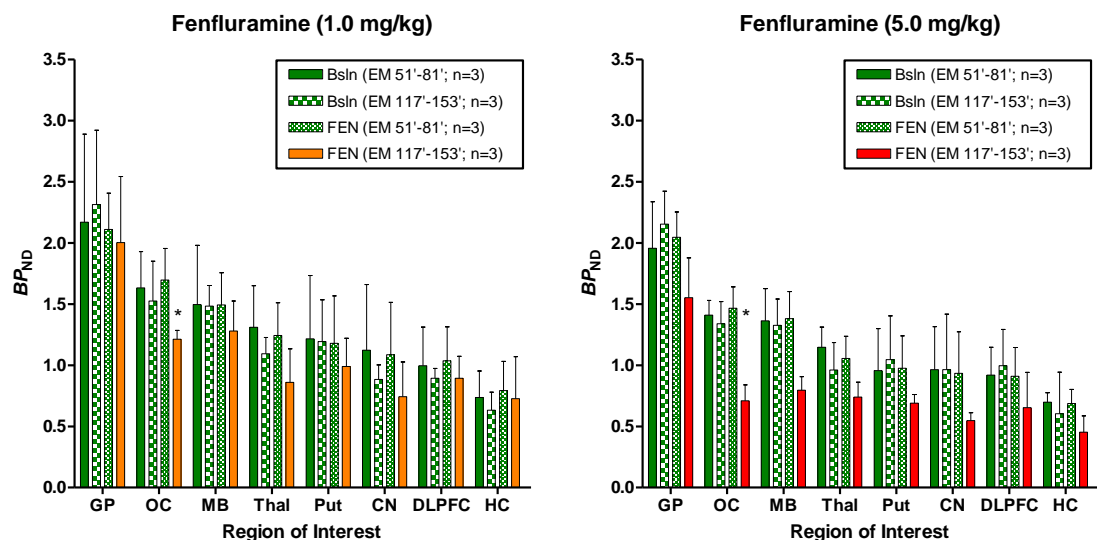 Fenfluramine (1.0 mg/kg)
3.5
3.0
2.5
2.0
1.5
1.0
0.5
0.0
BPND
Bsln (EM 51'-81'; n=3)
Bsln (EM 117'-153'; n=3)
FEN (EM 51'-81'; n=3)
FEN (EM 117'-153'; n=3)
*
GP OC MB Thal Put CN DLPFC HC
Region of Interest
Fenfluramine (5.0 mg/kg)
3.5
3.0
2.5
2.0
1.5
1.0
0.5
0.0
BPND
Bsln (EM 51'-81'; n=3)
Bsln (EM 117'-153'; n=3)
FEN (EM 51'-81'; n=3)
FEN (EM 117'-153'; n=3)
*
GP OC MB Thal Put CN DLPFC HC
Region of Interest